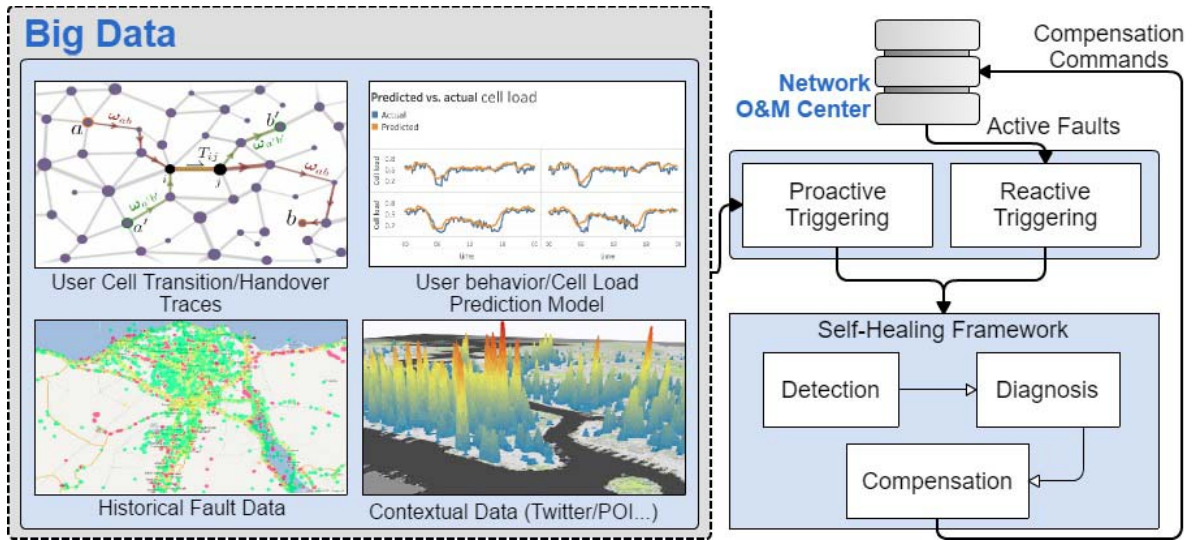 Big Data
a
ω_ab
b'
ω_a'b'
T_ij
i
j
ω_ab
ω_a'b'
a'
b
User Cell Transition/Handover
Traces
Predicted vs. actual cell load
Actual
Predicted
Cell load
Cell load
times
time
User behavior/Cell Load
Prediction Model
Historical Fault Data
Contextual Data (Twitter/POI...)
Network
O&M Center
Compensation
Commands
Active Faults
Proactive
Triggering
Reactive
Triggering
Self-Healing Framework
Detection
Diagnosis
Compensation